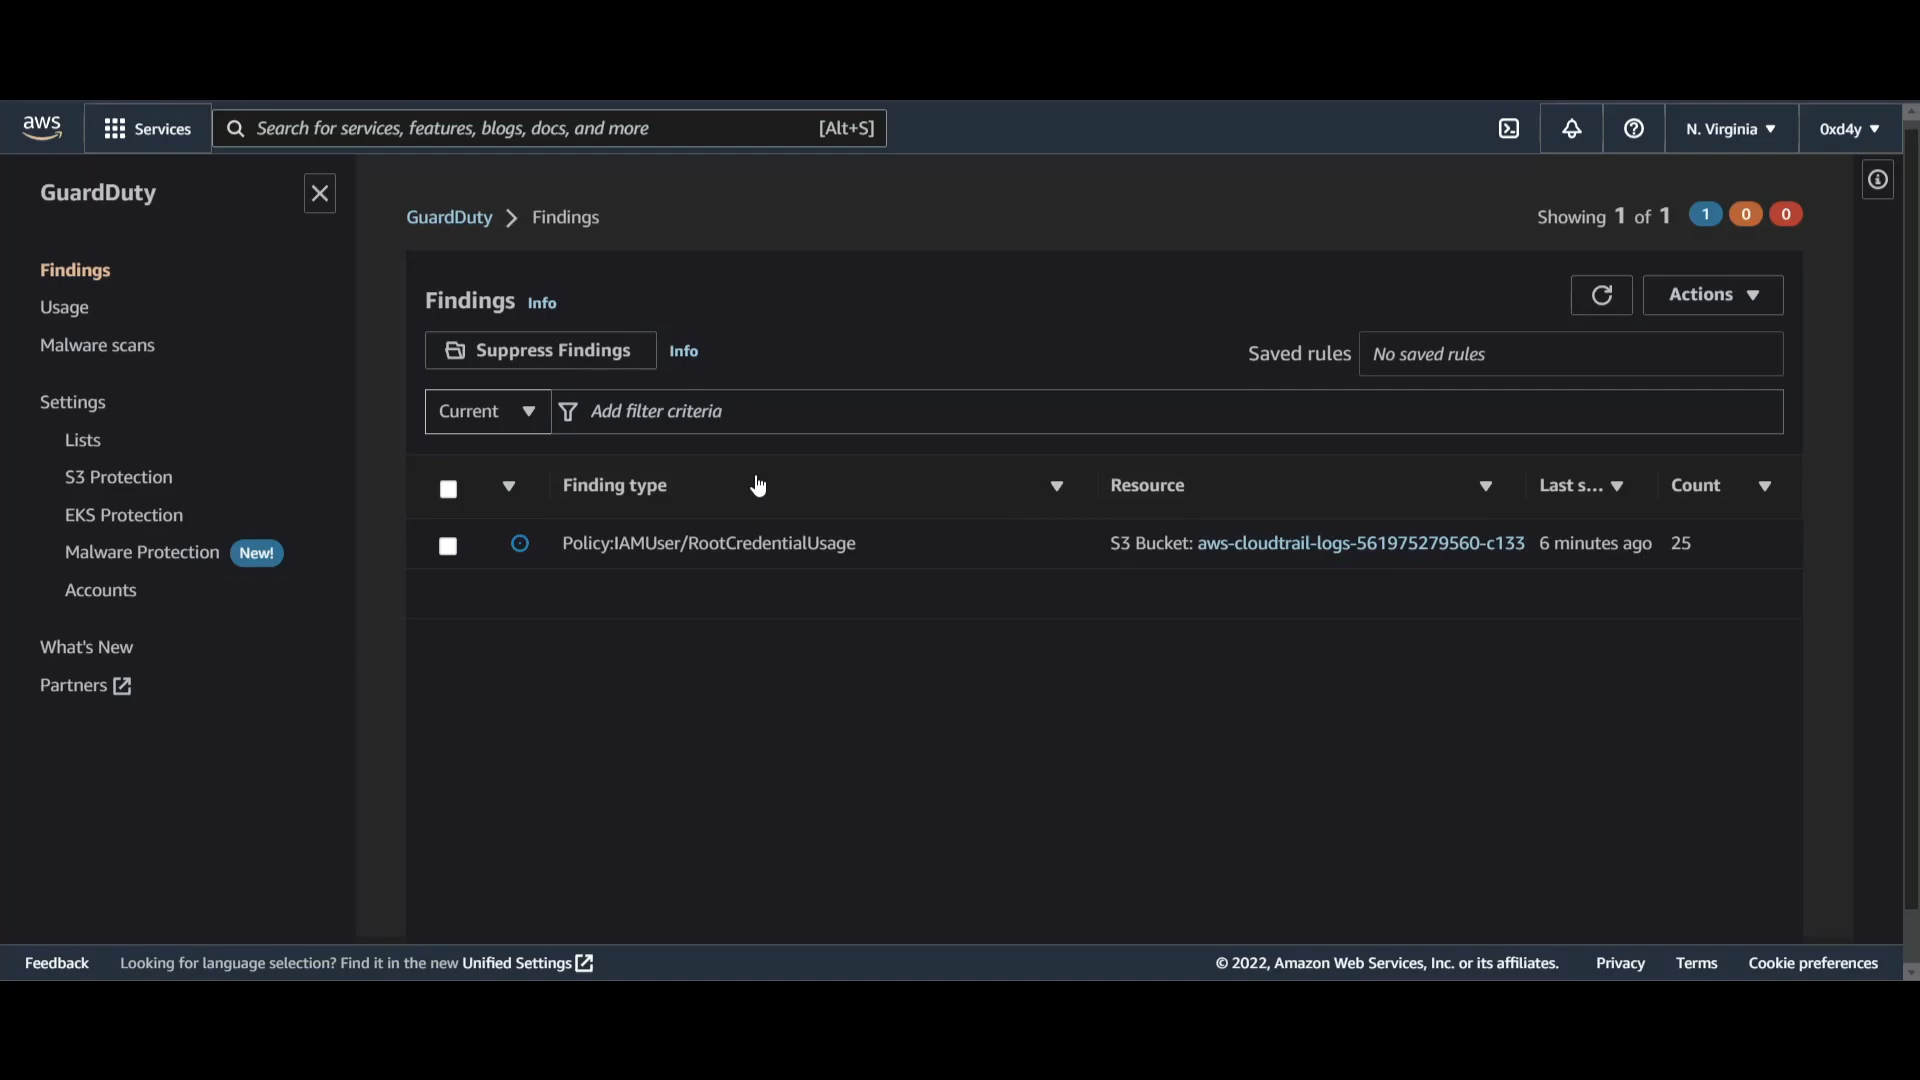 aws
Services
Search for services, features, blogs, docs, and more [Alt+S]
N. Virginia
0xd4y
GuardDuty
Findings
Usage
Malware scans
Settings
Lists
S3 Protection
EKS Protection
Malware Protection New!
Accounts
What's New
Partners
GuardDuty Findings
Showing 1 of 1 1 0 0
Findings Info
Actions
Suppress Findings Info
Saved rules No saved rules
Current Add filter criteria
Finding type Resource Last s... Count
Policy:IAMUser/RootCredentialUsage S3 Bucket: aws-cloudtrail-logs-561975279560-c133 6 minutes ago 25
Feedback Looking for language selection? Find it in the new Unified Settings © 2022, Amazon Web Services, Inc. or its affiliates. Privacy Terms Cookie preferences